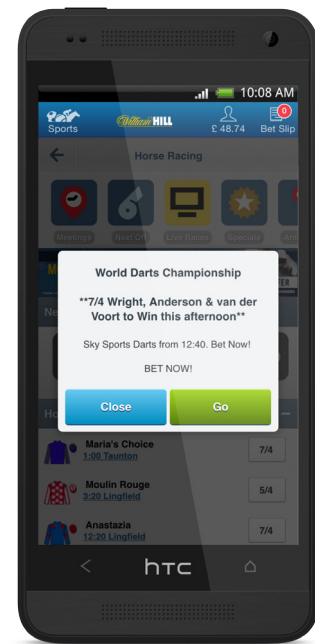 10:08 AM
Sports
William HILL
£ 48.74
0
Bet Slip
Horse Racing
Meetings
Next Off
Live Races
Specials
World Darts Championship
**7/4 Wright, Anderson & van der
Voort to Win this afternoon**
Sky Sports Darts from 12:40. Bet Now!
BET NOW!
Close
Go
Maria's Choice
1:00 Taunton
7/4
Moulin Rouge
3:20 Lingfield
5/4
Anastazia
12:20 Lingfield
7/4
hTC